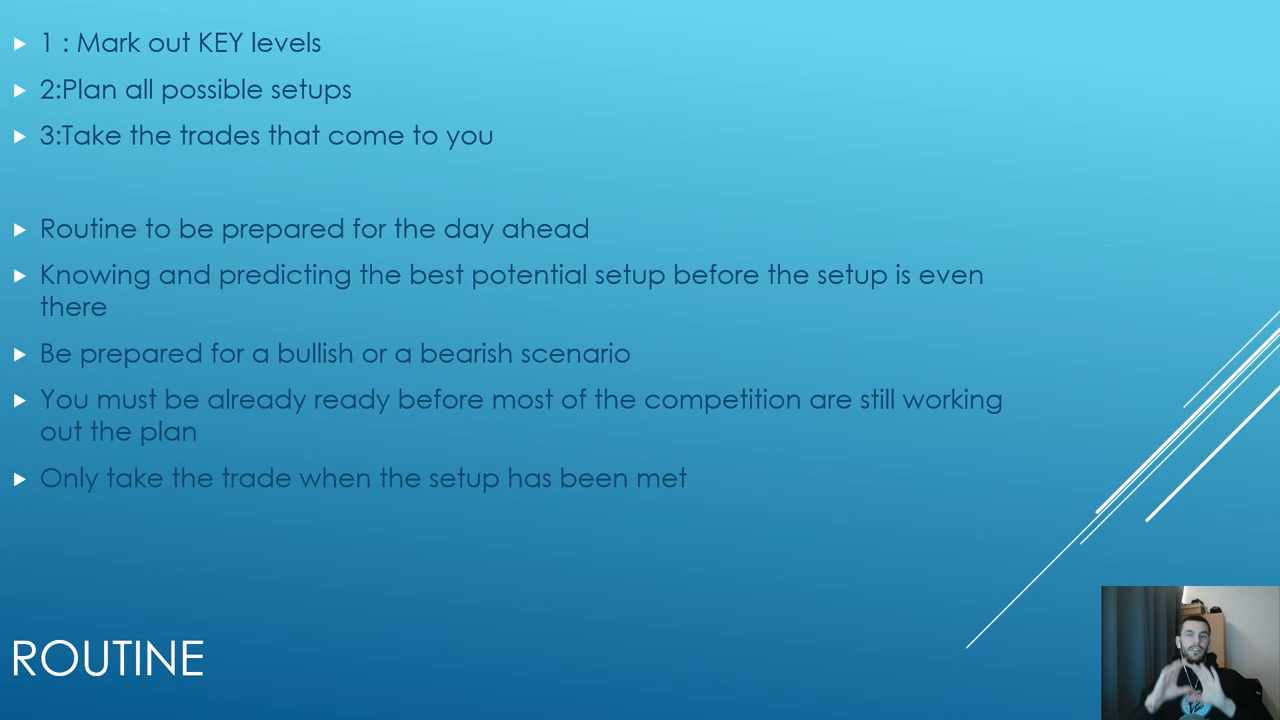 1 : Mark out KEY levels
2:Plan all possible setups
3:Take the trades that come to you
Routine to be prepared for the day ahead
Knowing and predicting the best potential setup before the setup is even
there
Be prepared for a bullish or a bearish scenario
You must be already ready before most of the competition are still working
out the plan
Only take the trade when the setup has been met
ROUTINE